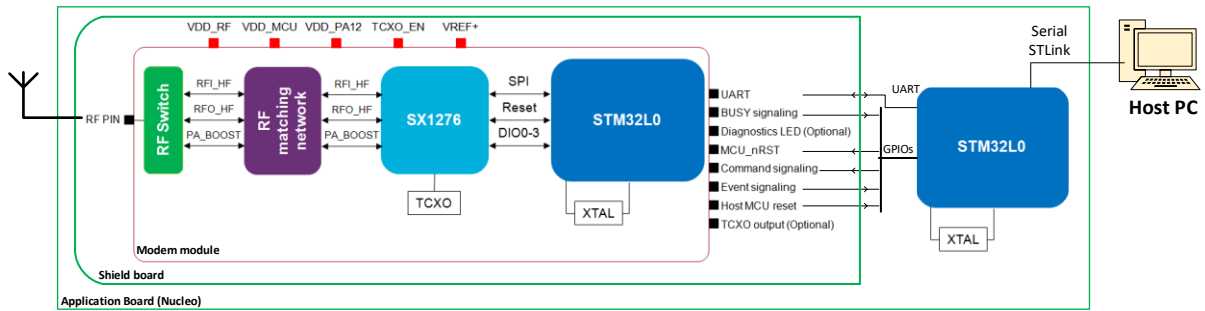 VDD_RF VDD_MCU VDD_PA12 TCXO_EN VREF+
Serial
STLink
Host PC
RF PIN
RF Switch
RFI_HF
RFO_HF
PA_BOOST
RF
matching
network
RFI_HF
RFO_HF
PA_BOOST
SX1276
TCXO
SPI
Reset
DIO0-3
STM32L0
XTAL
UART
BUSY signaling
Diagnostics LED (Optional)
MCU_nRST
Command signaling
Event signaling
Host MCU reset
TCXO output (Optional)
UART
GPIOs
STM32L0
XTAL
Modem module
Shield board
Application Board (Nucleo)